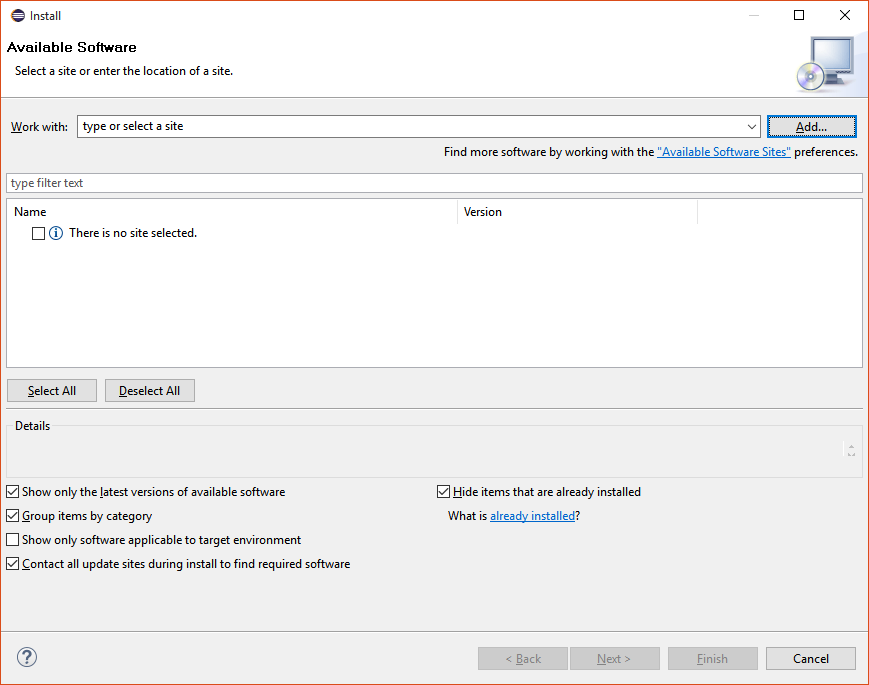 Install
Available Software
Select a site or enter the location of a site.
Work with: type or select a site Add...
Find more software by working with the "Available Software Sites" preferences.
type filter text
Name Version
There is no site selected.
Select All Deselect All
Details
Show only the latest versions of available software Hide items that are already installed
Group items by category What is already installed?
Show only software applicable to target environment
Contact all update sites during install to find required software
? < Back Next > Finish Cancel